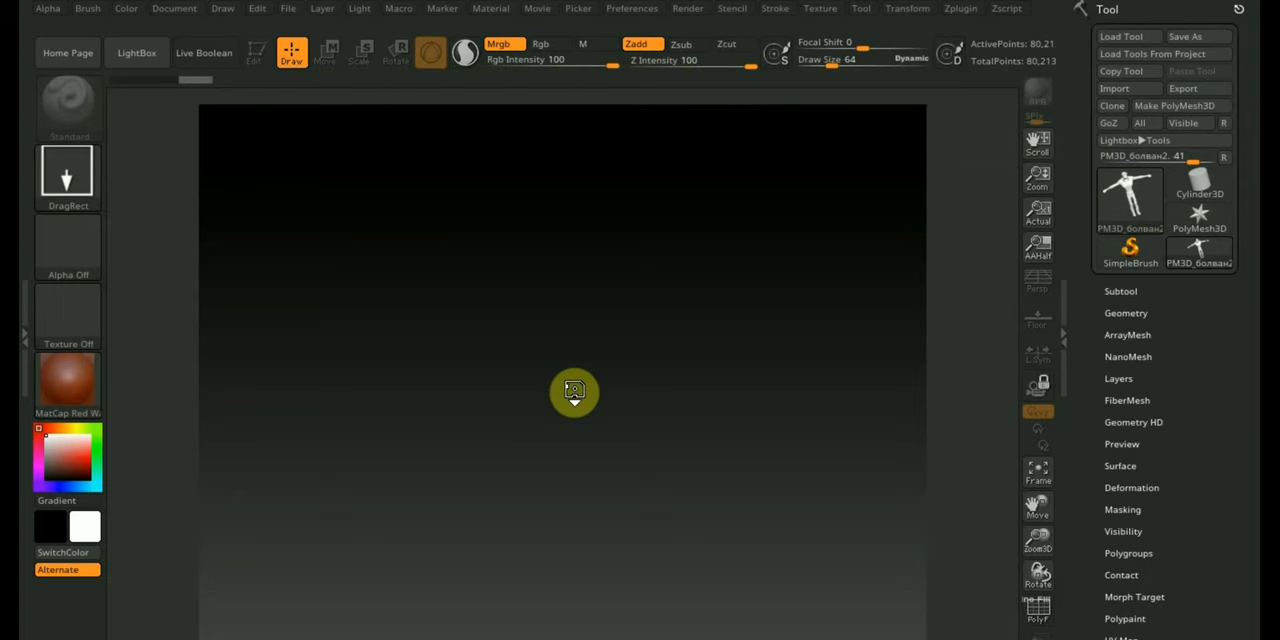 Alpha Brush Color Document Draw Edit File Layer Light Macro Marker Material Movie Picker Preferences Render Stencil Stroke Texture Tool Transform Zplugin Zscript
Tool
Home Page
LightBox
Live Boolean
Edit
Draw
Move
Scale
Rotate
Mrgb
Rgb
M
Rgb Intensity 100
Zadd
Zsub
Zcut
Z Intensity 100
S
Focal Shift 0
Draw Size 64
Dynamic
D
ActivePoints: 80,21
TotalPoints: 80,213
Standard
DragRect
Alpha Off
Texture Off
MatCap Red Wa
Gradient
SwitchColor
Alternate
BPR
SPix
Scroll
Zoom
Actual
AAHalf
Persp
Floor
L.Sym
Frame
Move
Zoom3D
Rotate
PolyF
Load Tool
Save As
Load Tools From Project
Copy Tool
Paste Tool
Import
Export
Clone
Make PolyMesh3D
GoZ
All
Visible
R
Lightbox▶Tools
PM3D_болван2. 41
R
PM3D_болван2
Cylinder3D
PolyMesh3D
SimpleBrush
PM3D_болван2
Subtool
Geometry
ArrayMesh
NanoMesh
Layers
FiberMesh
Geometry HD
Preview
Surface
Deformation
Masking
Visibility
Polygroups
Contact
Morph Target
Polypaint